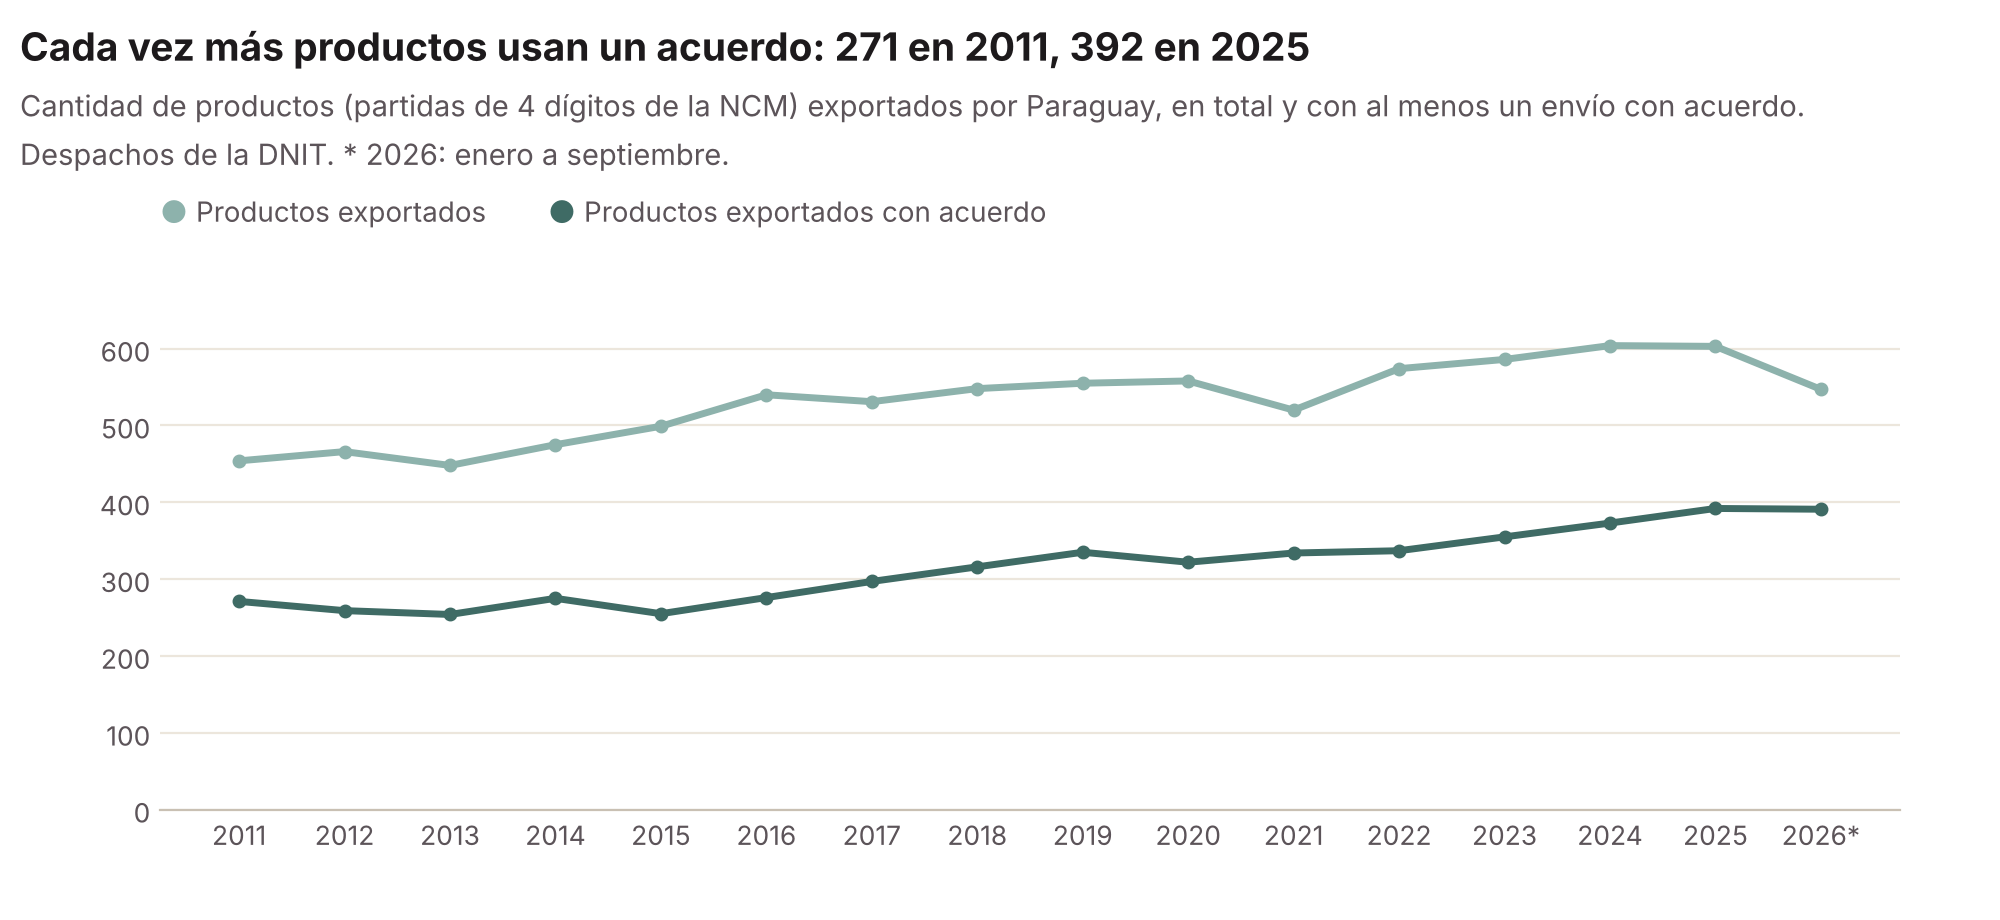 Cada vez más productos usan un acuerdo: 271 en 2011, 392 en 2025
Cantidad de productos (partidas de 4 dígitos de la NCM) exportados por Paraguay, en total y con al menos un envío con acuerdo.
Despachos de la DNIT. * 2026: enero a septiembre.
Productos exportados
Productos exportados con acuerdo
600
500
400
300
200
100
0
2011 2012 2013 2014 2015 2016 2017 2018 2019 2020 2021 2022 2023 2024 2025 2026*